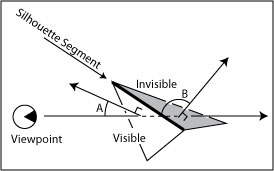 Silhouette Segment
Invisible
B
A
Viewpoint
Visible